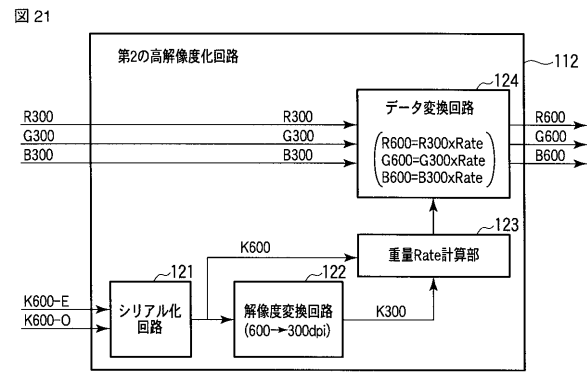 図 21
第2の高解像度化回路
112
124
データ変換回路
R600=R300xRate
G600=G300xRate
B600=B300xRate
R300
G300
B300
R300
G300
B300
R600
G600
B600
123
重量Rate計算部
K600
121
シリアル化
回路
122
解像度変換回路
(600→300dpi)
K300
K600-E
K600-O